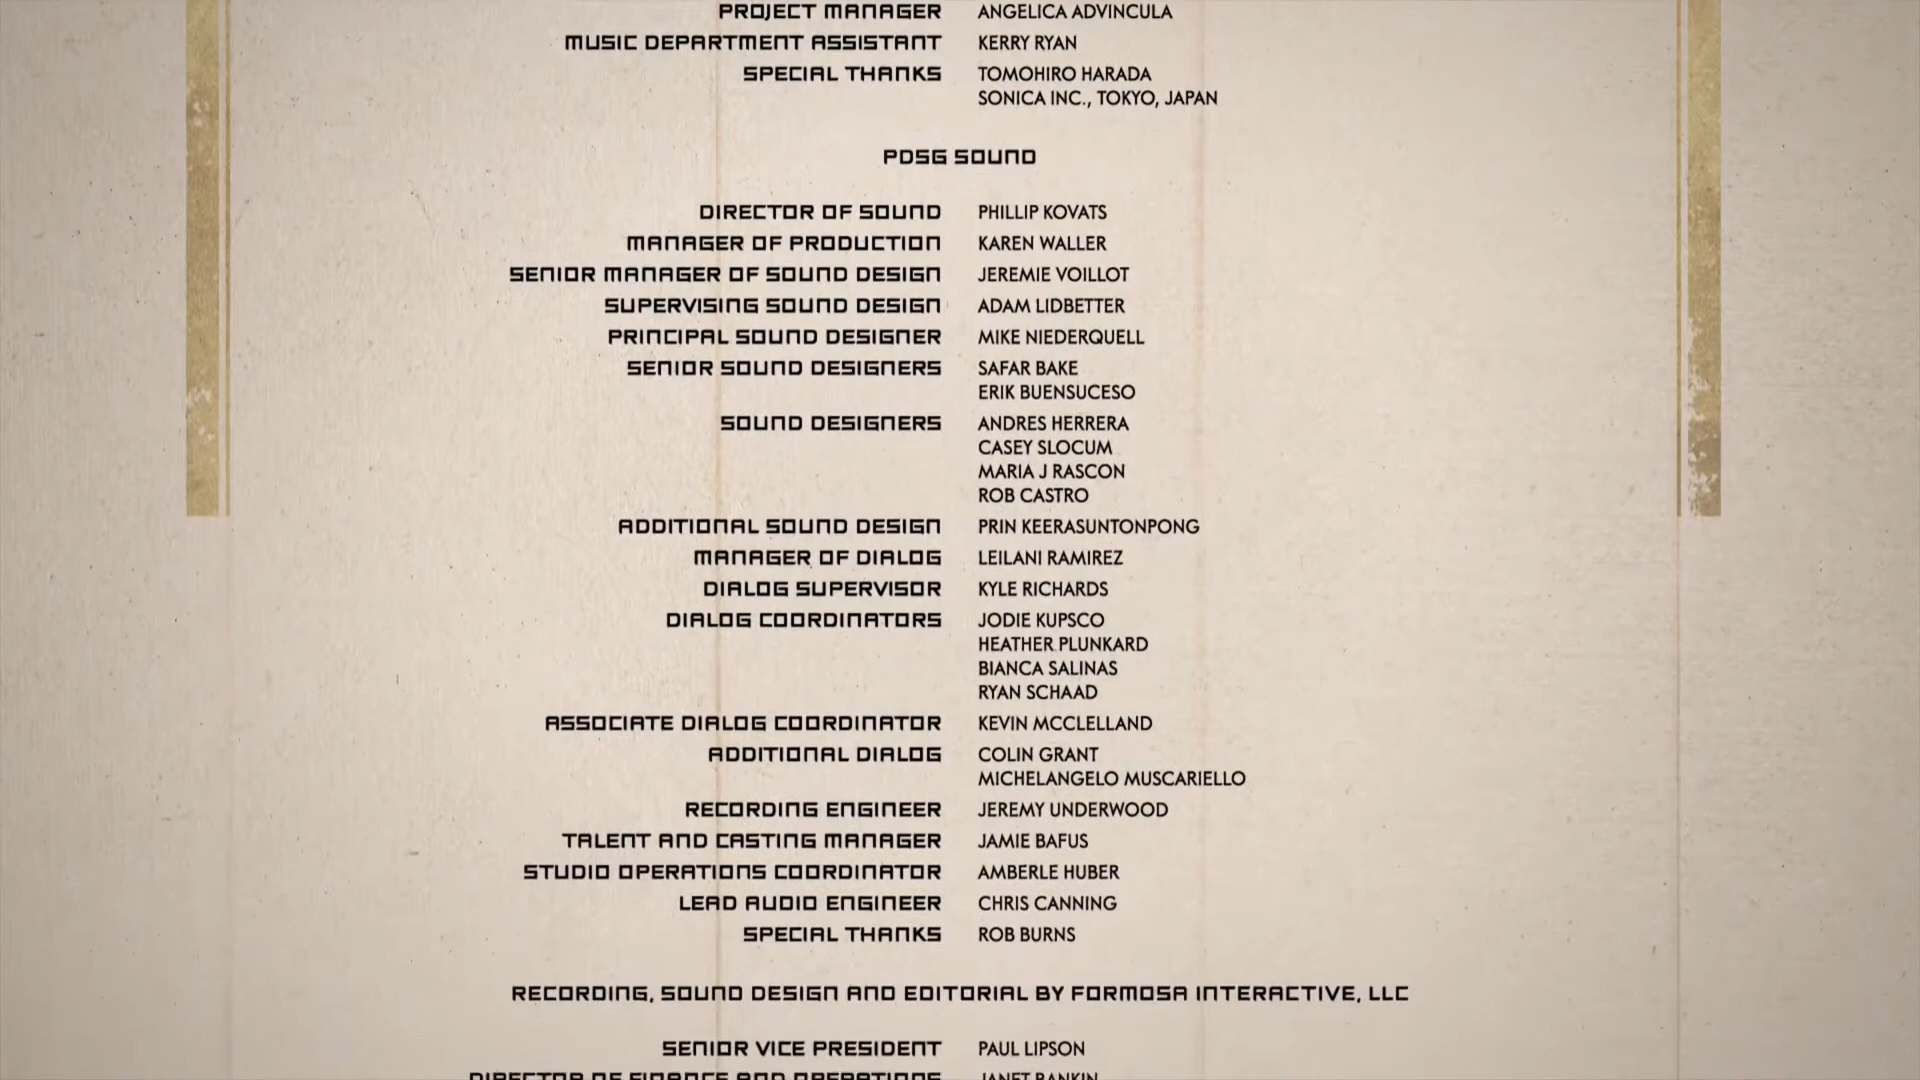 PROJECT MANAGER ANGELICA ADVINCULA
MUSIC DEPARTMENT ASSISTANT KERRY RYAN
SPECIAL THANKS TOMOHIRO HARADA
SONICA INC., TOKYO, JAPAN
PDSG SOUND
DIRECTOR OF SOUND PHILLIP KOVATS
MANAGER OF PRODUCTION KAREN WALLER
SENIOR MANAGER OF SOUND DESIGN JEREMIE VOILLOT
SUPERVISING SOUND DESIGN ADAM LIDBETTER
PRINCIPAL SOUND DESIGNER MIKE NIEDERQUELL
SENIOR SOUND DESIGNERS SAFAR BAKE
ERIK BUENSUCESO
SOUND DESIGNERS ANDRES HERRERA
CASEY SLOCUM
MARIA J RASCON
ROB CASTRO
ADDITIONAL SOUND DESIGN PRIN KEERASUNTONPONG
MANAGER OF DIALOG LEILANI RAMIREZ
DIALOG SUPERVISOR KYLE RICHARDS
DIALOG COORDINATORS JODIE KUPSCO
HEATHER PLUNKARD
BIANCA SALINAS
RYAN SCHAAD
ASSOCIATE DIALOG COORDINATOR KEVIN MCCLELLAND
ADDITIONAL DIALOG COLIN GRANT
MICHELANGELO MUSCARIELLO
RECORDING ENGINEER JEREMY UNDERWOOD
TALENT AND CASTING MANAGER JAMIE BAFUS
STUDIO OPERATIONS COORDINATOR AMBERLE HUBER
LEAD AUDIO ENGINEER CHRIS CANNING
SPECIAL THANKS ROB BURNS
RECORDING, SOUND DESIGN AND EDITORIAL BY FORMOSA INTERACTIVE, LLC
SENIOR VICE PRESIDENT PAUL LIPSON
DIRECTOR OF FINANCE AND OPERATIONS JANET RANKIN